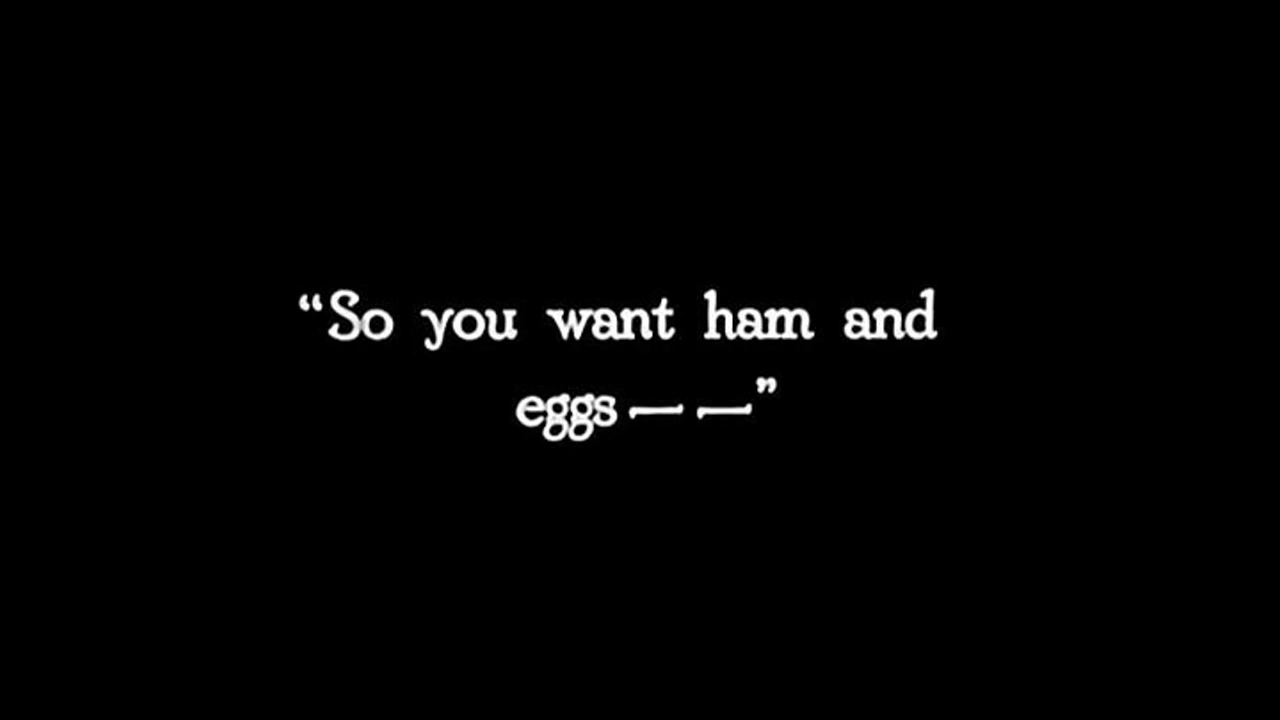 “So you want ham and
eggs — —”